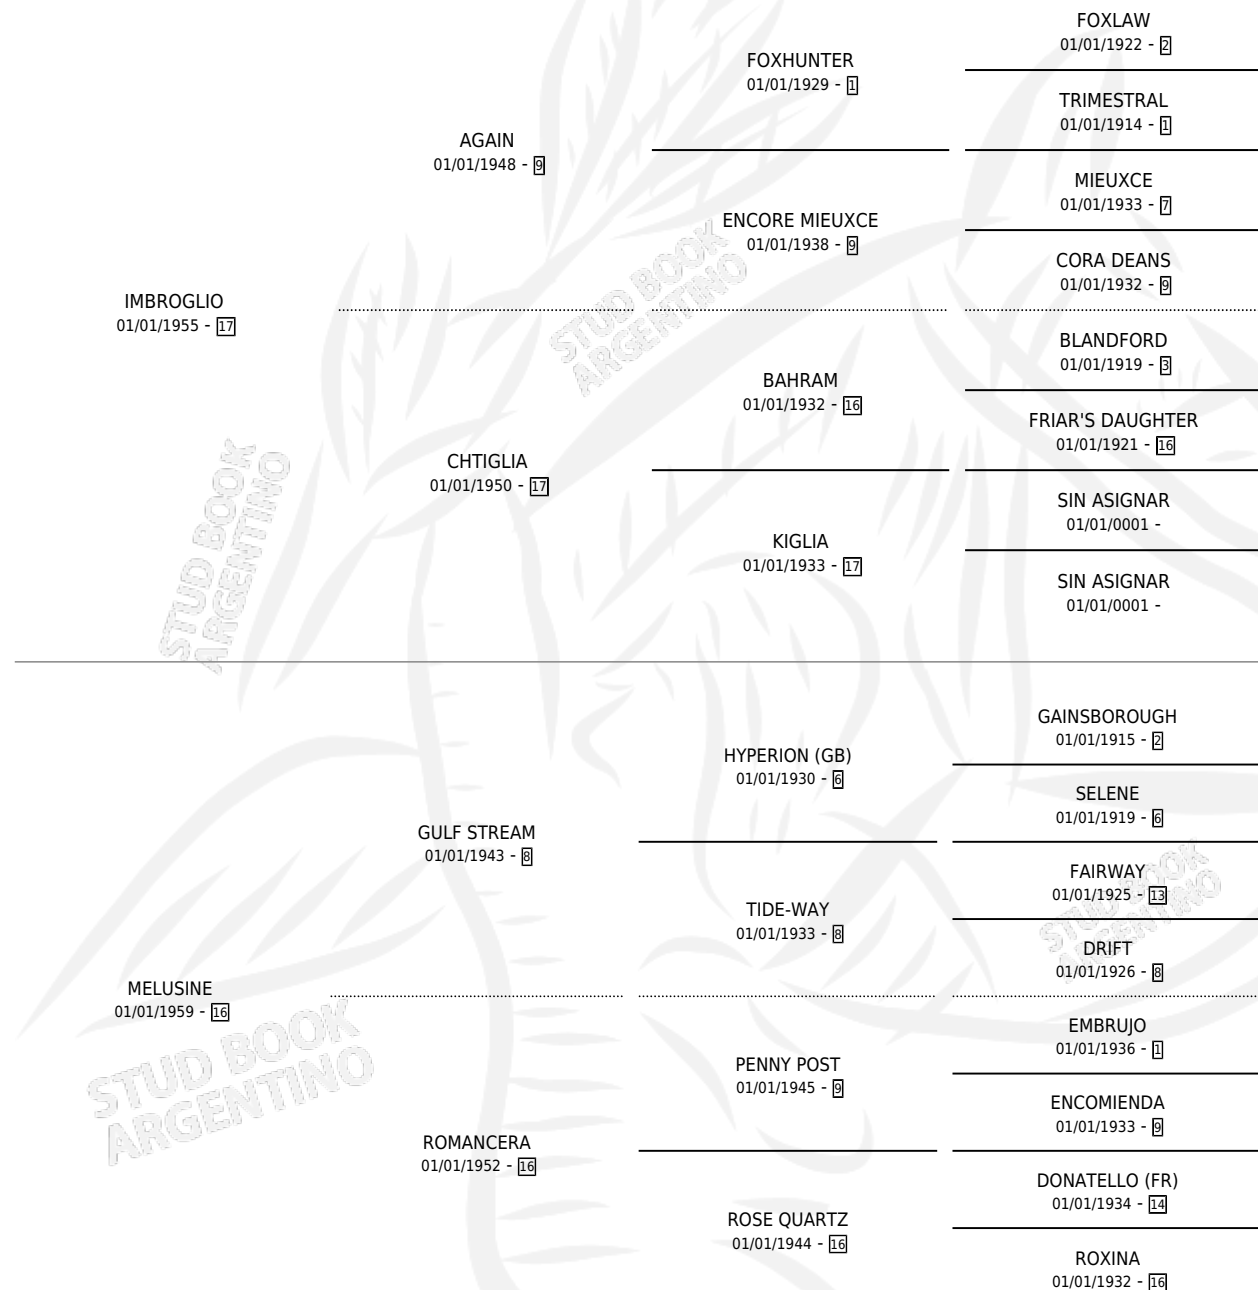 FOXLAW
01/01/1922 - 2
FOXHUNTER
01/01/1929 - 1
TRIMESTRAL
01/01/1914 - 1
AGAIN
01/01/1948 - 9
MIEUXCE
01/01/1933 - 7
ENCORE MIEUXCE
01/01/1938 - 9
CORA DEANS
01/01/1932 - 9
IMBROGLIO
01/01/1955 - 17
BLANDFORD
01/01/1919 - 3
BAHRAM
01/01/1932 - 16
FRIAR'S DAUGHTER
01/01/1921 - 16
CHTIGLIA
01/01/1950 - 17
SIN ASIGNAR
01/01/0001 -
KIGLIA
01/01/1933 - 17
SIN ASIGNAR
01/01/0001 -
GAINSBOROUGH
01/01/1915 - 2
HYPERION (GB)
01/01/1930 - 6
SELENE
01/01/1919 - 6
GULF STREAM
01/01/1943 - 8
FAIRWAY
01/01/1925 - 13
TIDE-WAY
01/01/1933 - 8
DRIFT
01/01/1926 - 8
MELUSINE
01/01/1959 - 16
EMBRUJO
01/01/1936 - 1
PENNY POST
01/01/1945 - 9
ENCOMIENDA
01/01/1933 - 9
ROMANCERA
01/01/1952 - 16
DONATELLO (FR)
01/01/1934 - 14
ROSE QUARTZ
01/01/1944 - 16
ROXINA
01/01/1932 - 16
STUD BOOK
ARGENTINO
STUD BOOK
ARGENTINO
STUD BOOK
ARGENTINO
STUD BOOK
ARGENTINO